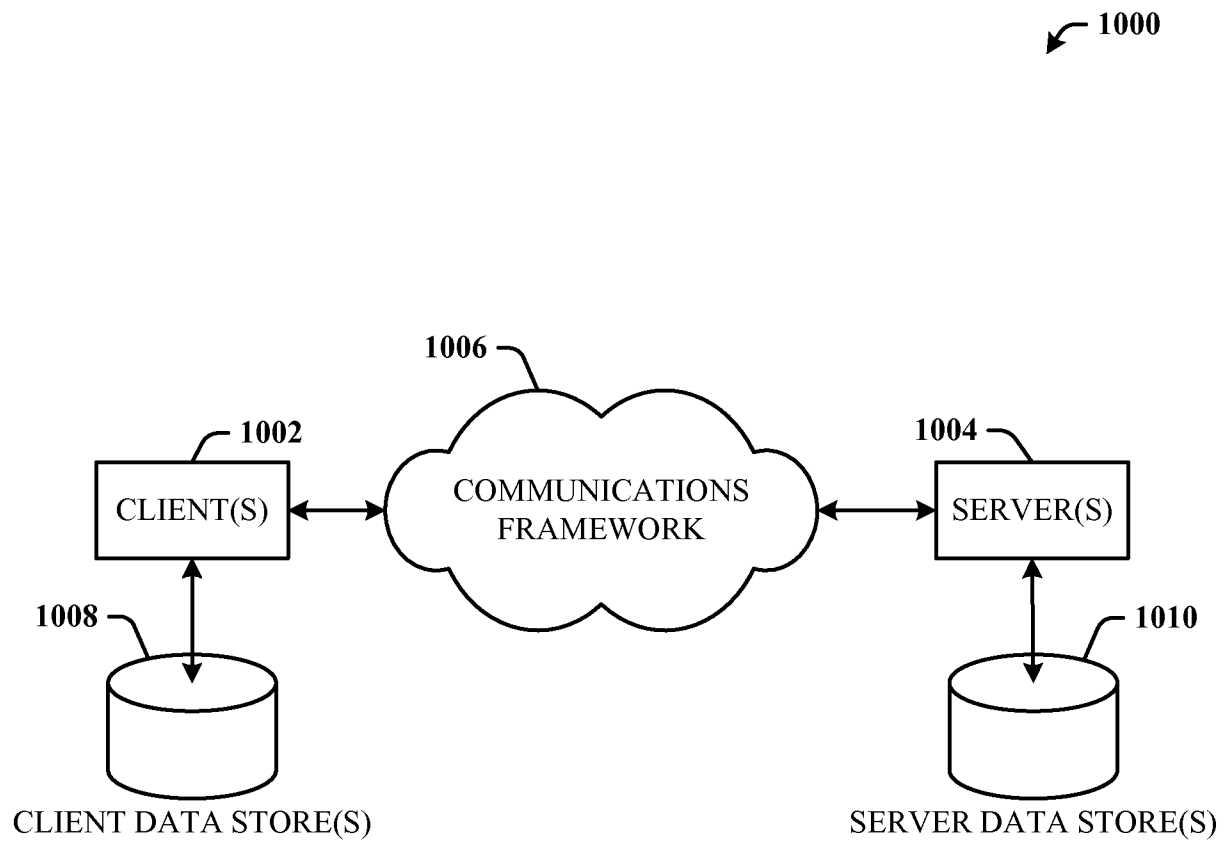 1000
1006
1002
1004
COMMUNICATIONS
FRAMEWORK
CLIENT(S)
SERVER(S)
1008
1010
CLIENT DATA STORE(S)
SERVER DATA STORE(S)